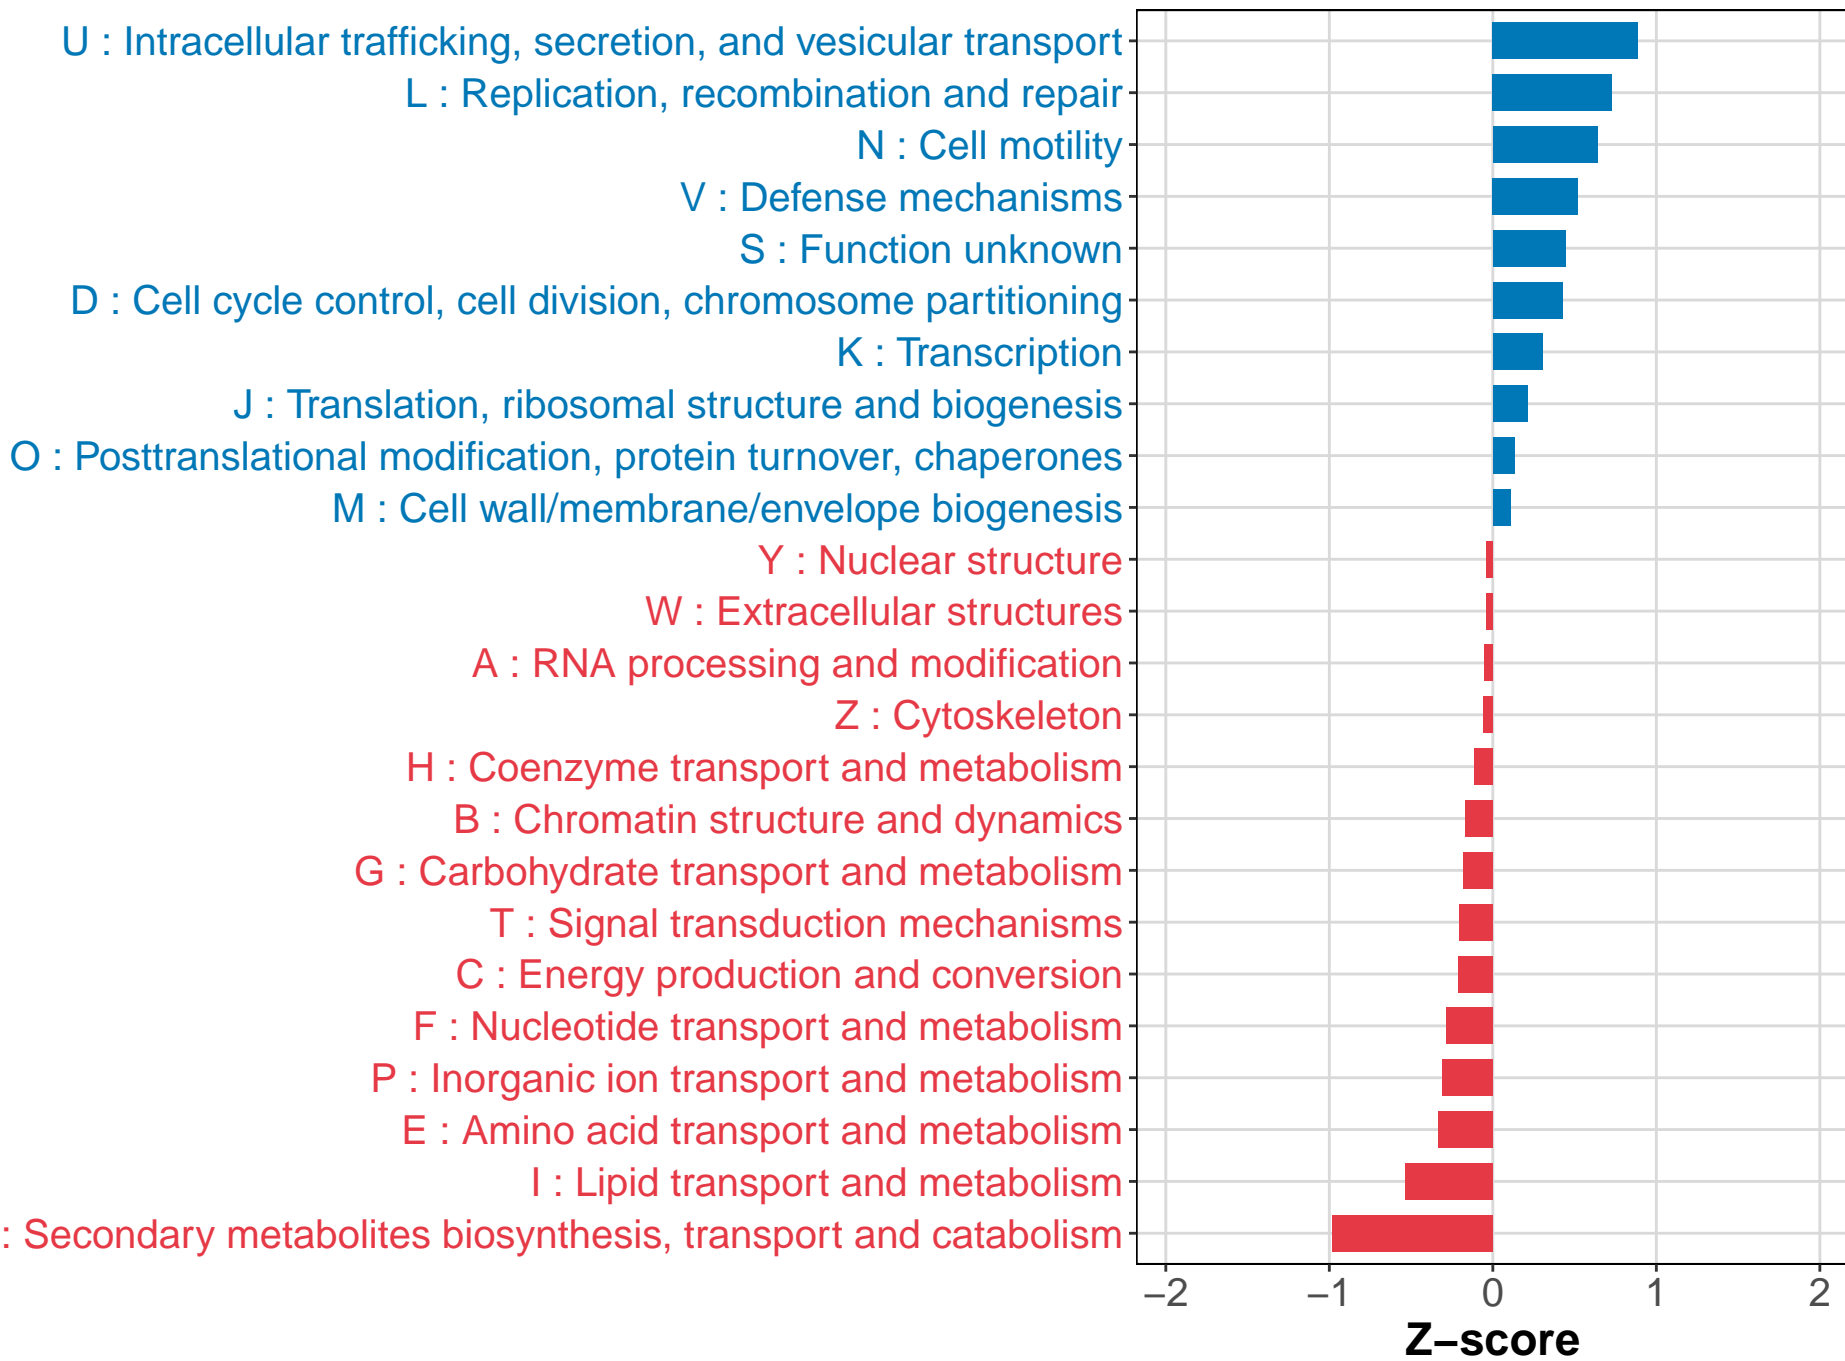 U : Intracellular trafficking, secretion, and vesicular transport
L : Replication, recombination and repair
N : Cell motility
V : Defense mechanisms
S : Function unknown
D : Cell cycle control, cell division, chromosome partitioning
K : Transcription
J : Translation, ribosomal structure and biogenesis
O : Posttranslational modification, protein turnover, chaperones
M : Cell wall/membrane/envelope biogenesis
Y : Nuclear structure
W : Extracellular structures
A : RNA processing and modification
Z : Cytoskeleton
H : Coenzyme transport and metabolism
B : Chromatin structure and dynamics
G : Carbohydrate transport and metabolism
T : Signal transduction mechanisms
C : Energy production and conversion
F : Nucleotide transport and metabolism
P : Inorganic ion transport and metabolism
E : Amino acid transport and metabolism
I : Lipid transport and metabolism
: Secondary metabolites biosynthesis, transport and catabolism
−2 −1 0 1 2
Z−score